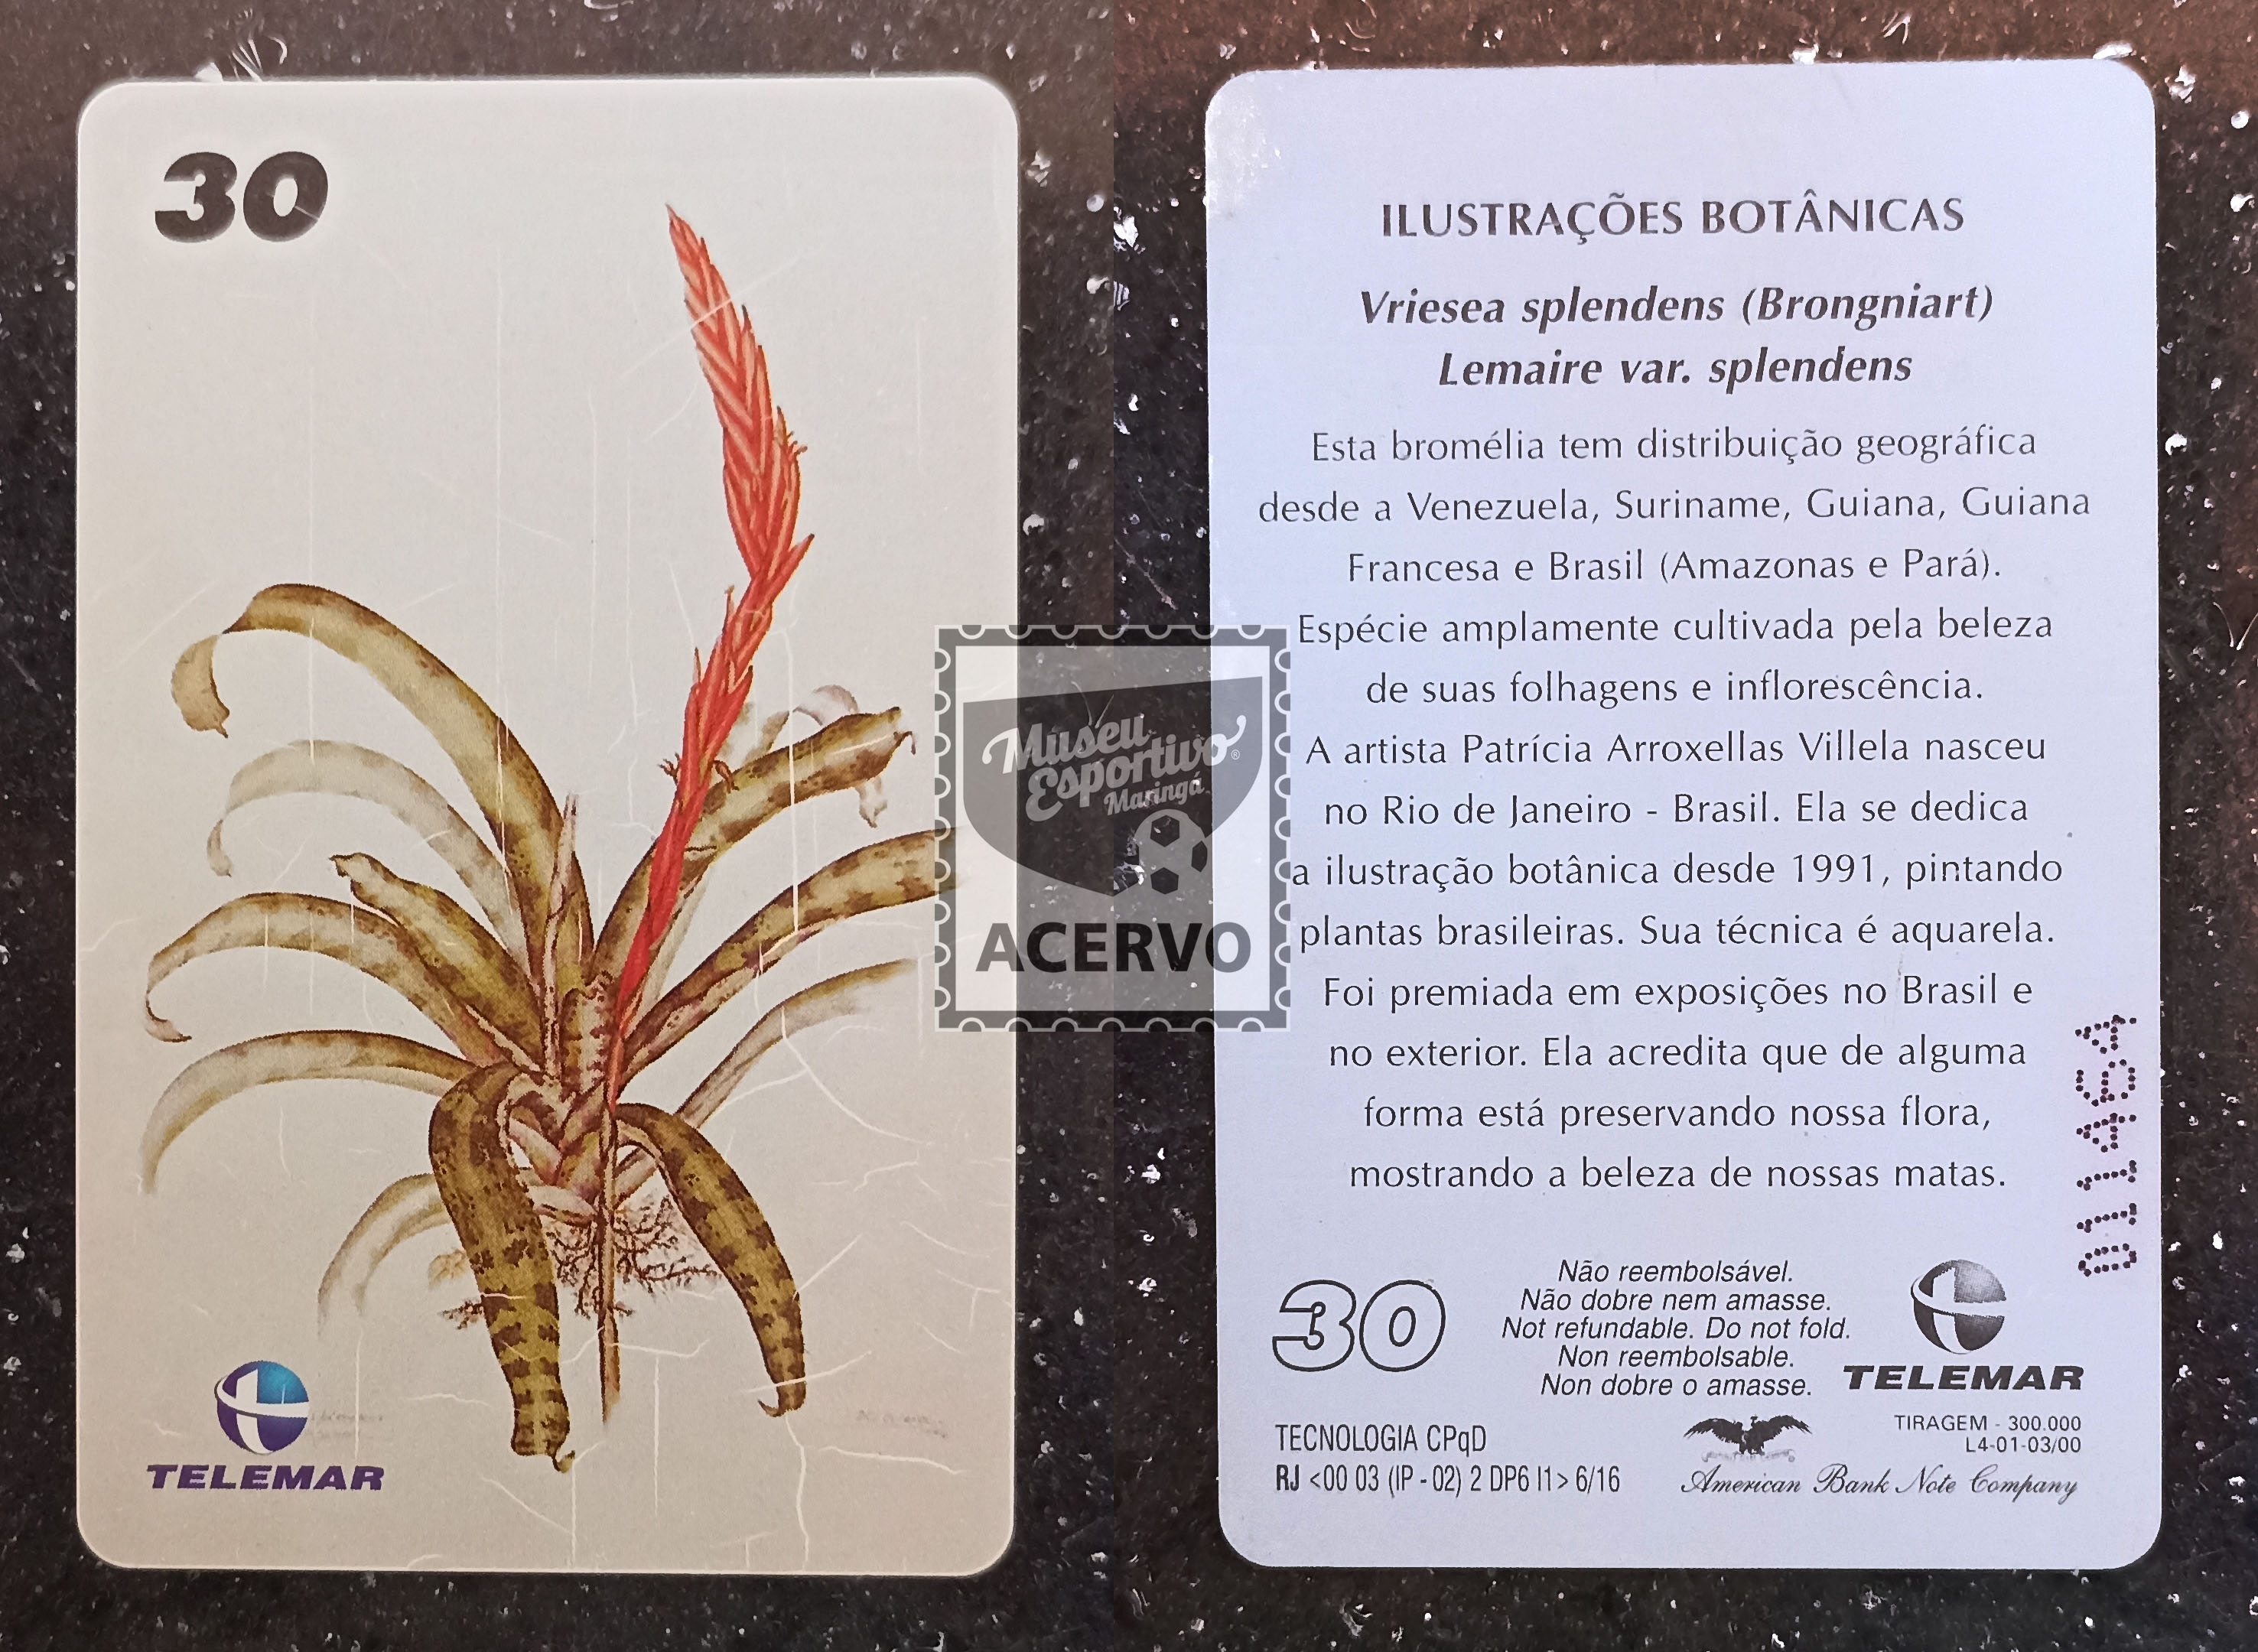 30
TELEMAR
ILUSTRAÇÕES BOTÂNICAS
Vriesea splendens (Brongniart)
Lemaire var. splendens
Esta bromélia tem distribuição geográfica
desde a Venezuela, Suriname, Guiana, Guiana
Francesa e Brasil (Amazonas e Pará).
Espécie amplamente cultivada pela beleza
de suas folhagens e inflorescência.
A artista Patrícia Arroxellas Villela nasceu
no Rio de Janeiro - Brasil. Ela se dedica
a ilustração botânica desde 1991, pintando
plantas brasileiras. Sua técnica é aquarela.
Foi premiada em exposições no Brasil e
no exterior. Ela acredita que de alguma
forma está preservando nossa flora,
mostrando a beleza de nossas matas.
01146A
30
Não reembolsável.
Não dobre nem amasse.
Not refundable. Do not fold.
Non reembolsable.
Non dobre o amasse.
TELEMAR
TECNOLOGIA CPqD
RJ <00 03 (IP - 02) 2 DP6 I1> 6/16
American Bank Note Company
TIRAGEM - 300.000
L4-01-03/00
Museu
Esportivo®
Maringá
ACERVO